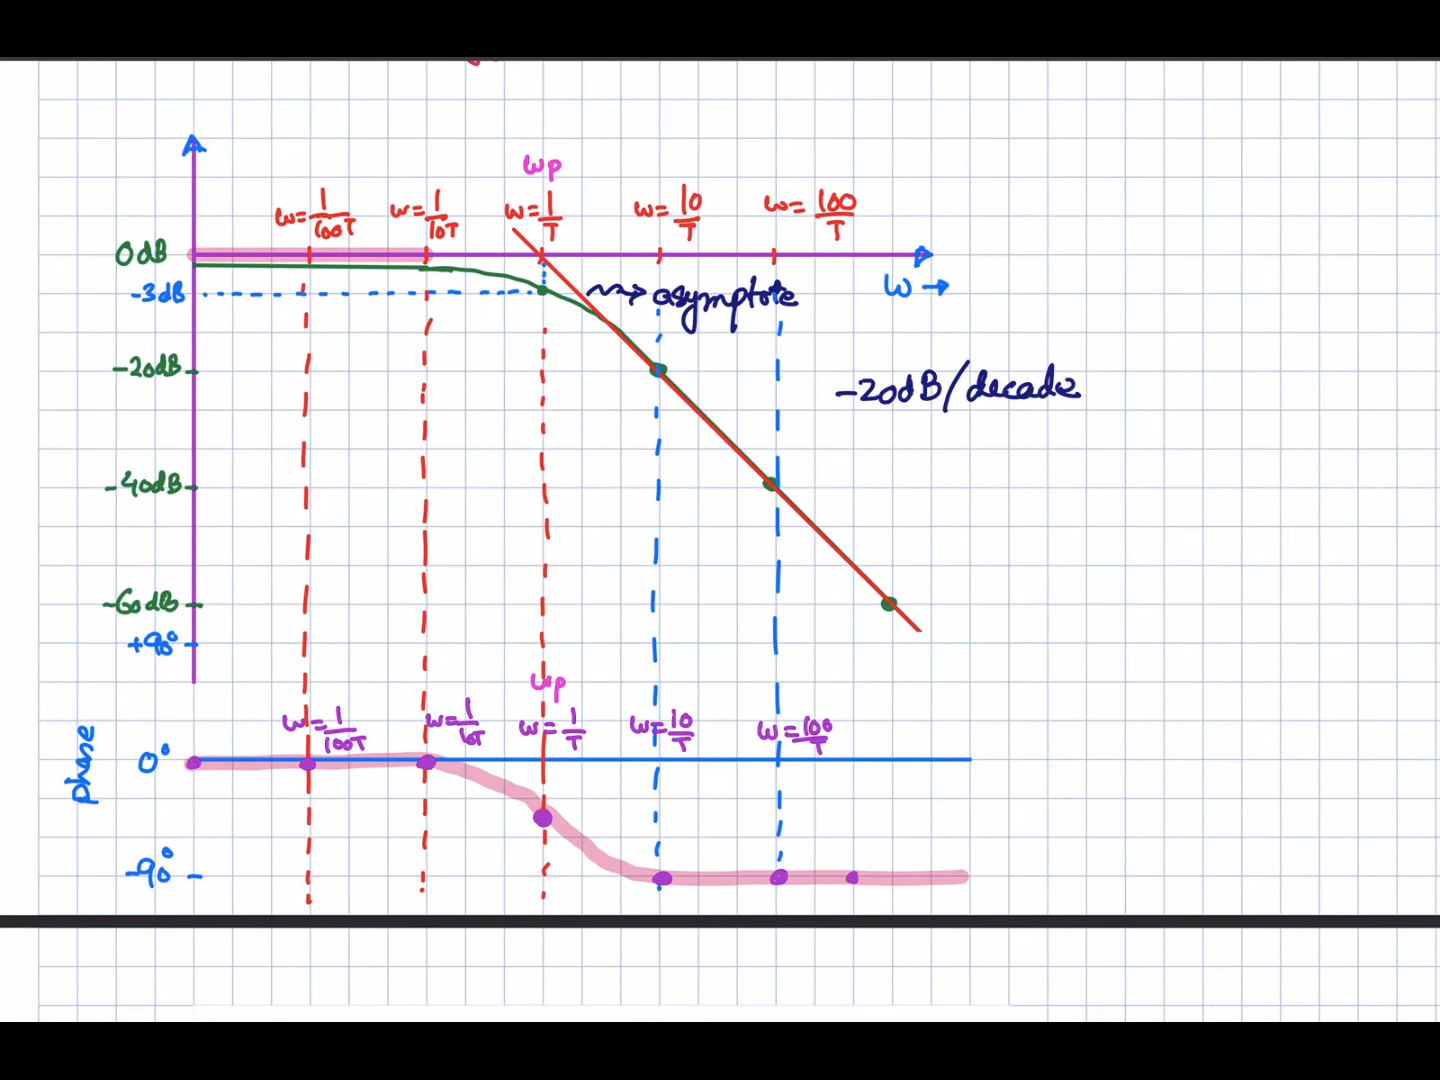 ωp
ω=1/100T ω=1/10T ω=1/T ω=10/T ω=100/T
0dB
-3dB
asymptote
ω →
-20dB
-20dB/decade
-40dB
-60dB
+90°
ωp
ω=1/100T ω=1/10T ω=1/T ω=10/T ω=100/T
phase
0°
-90°